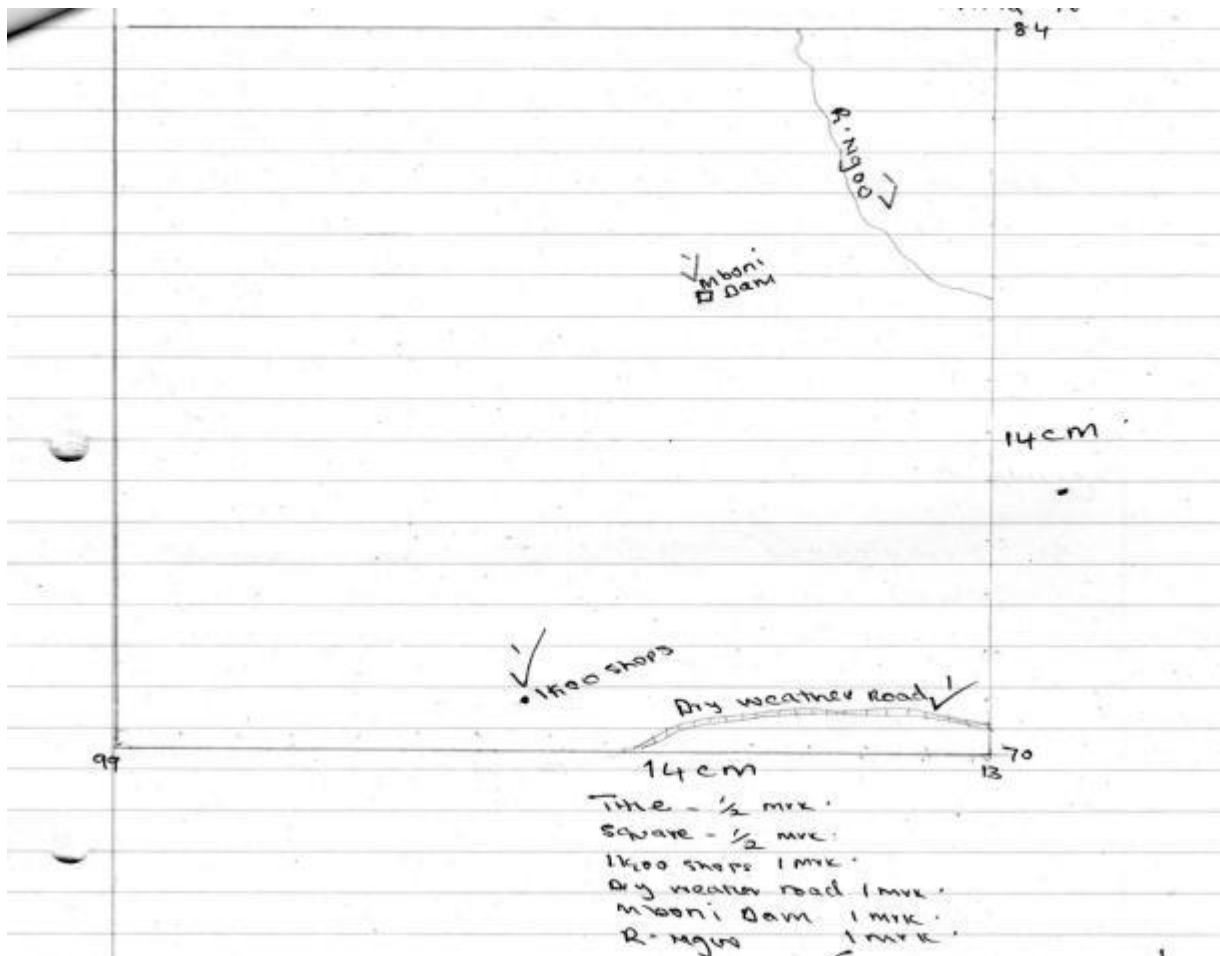 84
R. Ngoo
Mboni
Dam
14cm
Ikoo shops
Dry weather Road
99
14cm
13
70
Title - ½ mrk.
Square - ½ mrk.
Ikoo shops 1 mrk.
Dry weather road 1 mrk.
Mboni Dam 1 mrk.
R. Ngoo 1 mrk